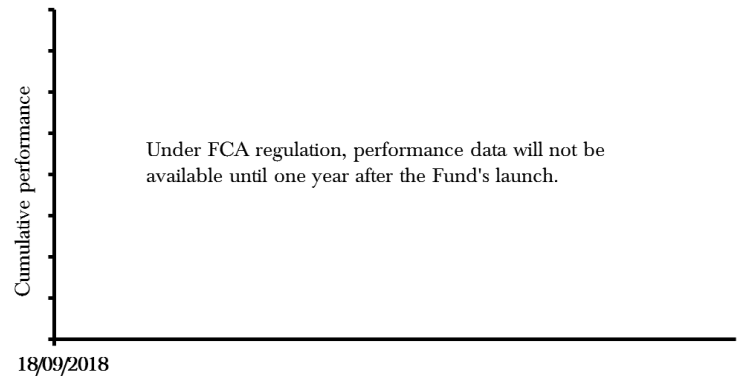 Cumulative performance
Under FCA regulation, performance data will not be
available until one year after the Fund's launch.
18/09/2018